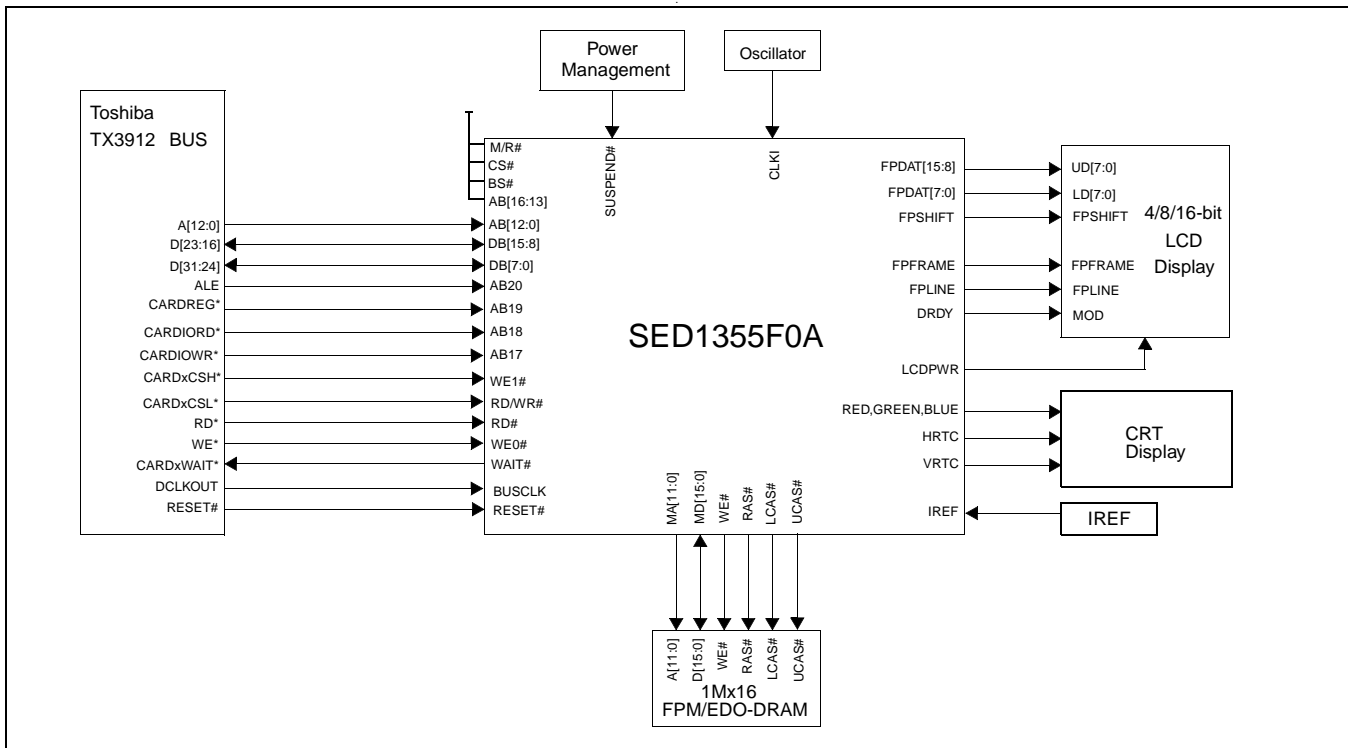 Power
Management
Oscillator
Toshiba
TX3912 BUS
A[12:0]
D[23:16]
D[31:24]
ALE
CARDREG*
CARDIORD*
CARDIOWR*
CARDxCSH*
CARDxCSL*
RD*
WE*
CARDxWAIT*
DCLKOUT
RESET#
M/R#
CS#
BS#
AB[16:13]
AB[12:0]
DB[15:8]
DB[7:0]
AB20
AB19
AB18
AB17
WE1#
RD/WR#
RD#
WE0#
WAIT#
BUSCLK
RESET#
SUSPEND#
CLKI
SED1355F0A
FPDAT[15:8]
FPDAT[7:0]
FPSHIFT
FPFRAME
FPLINE
DRDY
LCDPWR
RED,GREEN,BLUE
HRTC
VRTC
IREF
UD[7:0]
LD[7:0]
FPSHIFT
FPFRAME
FPLINE
MOD
4/8/16-bit
LCD
Display
CRT
Display
IREF
MA[11:0]
MD[15:0]
WE#
RAS#
LCAS#
UCAS#
A[11:0]
D[15:0]
WE#
RAS#
LCAS#
UCAS#
1Mx16
FPM/EDO-DRAM